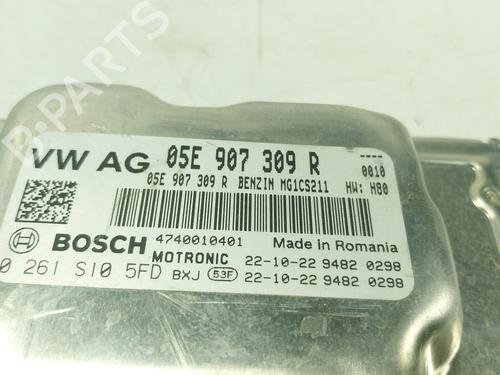 VW AG 05E 907 309 R ----
0010
05E 907 309 R BENZIN MG1CS211 HW: H80
BOSCH 4740010401 Made in Romania
MOTRONIC 22-10-22 9482 0298
0 261 S10 5FD BXJ 53F 22-10-22 9482 0298
B-PARTS